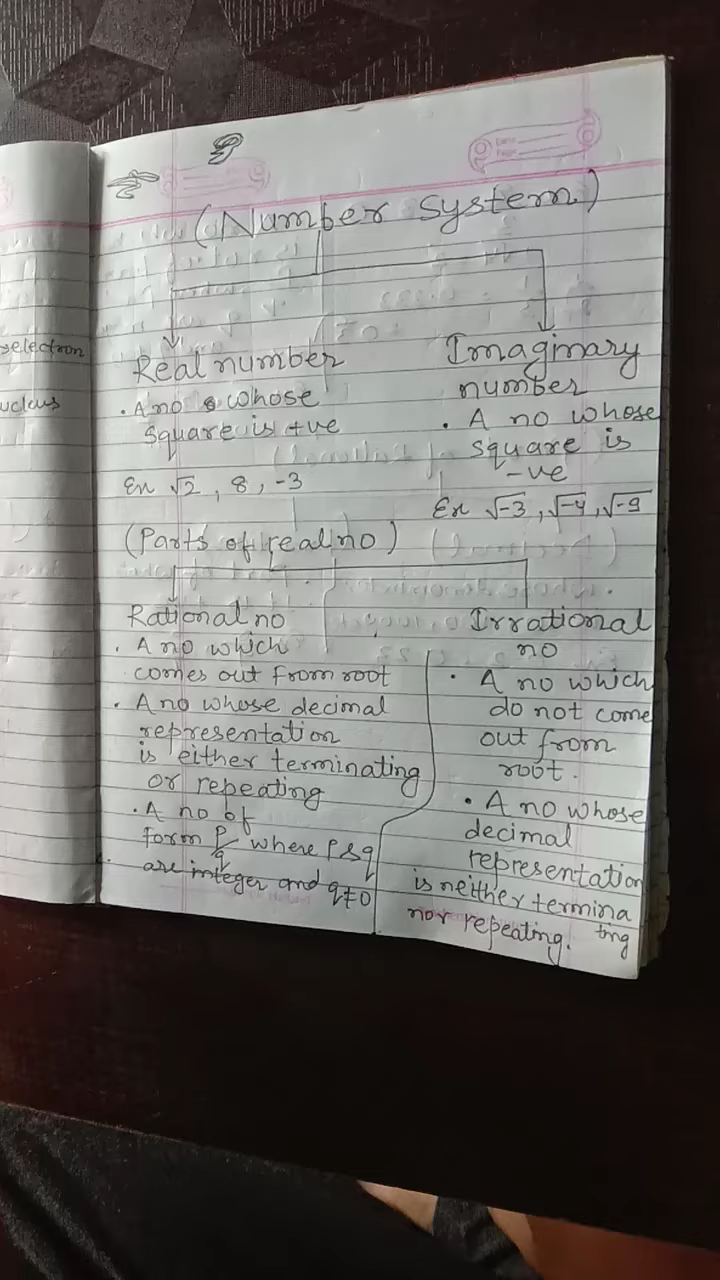 (Number System)
Real number
. A no whose
square is +ve
Ex √2, 8, -3
Imaginary
number
. A no whose
square is
-ve
Ex √-3, √-4, √-9
(Parts of real no)
Rational no
. A no which
comes out from root
. A no whose decimal
representation
is either terminating
or repeating
. A no of
form p/q where p & q
are integer and q≠0
Irrational
no
. A no which
do not come
out from
root.
. A no whose
decimal
representation
is neither termina
ting
nor repeating.
ucleus